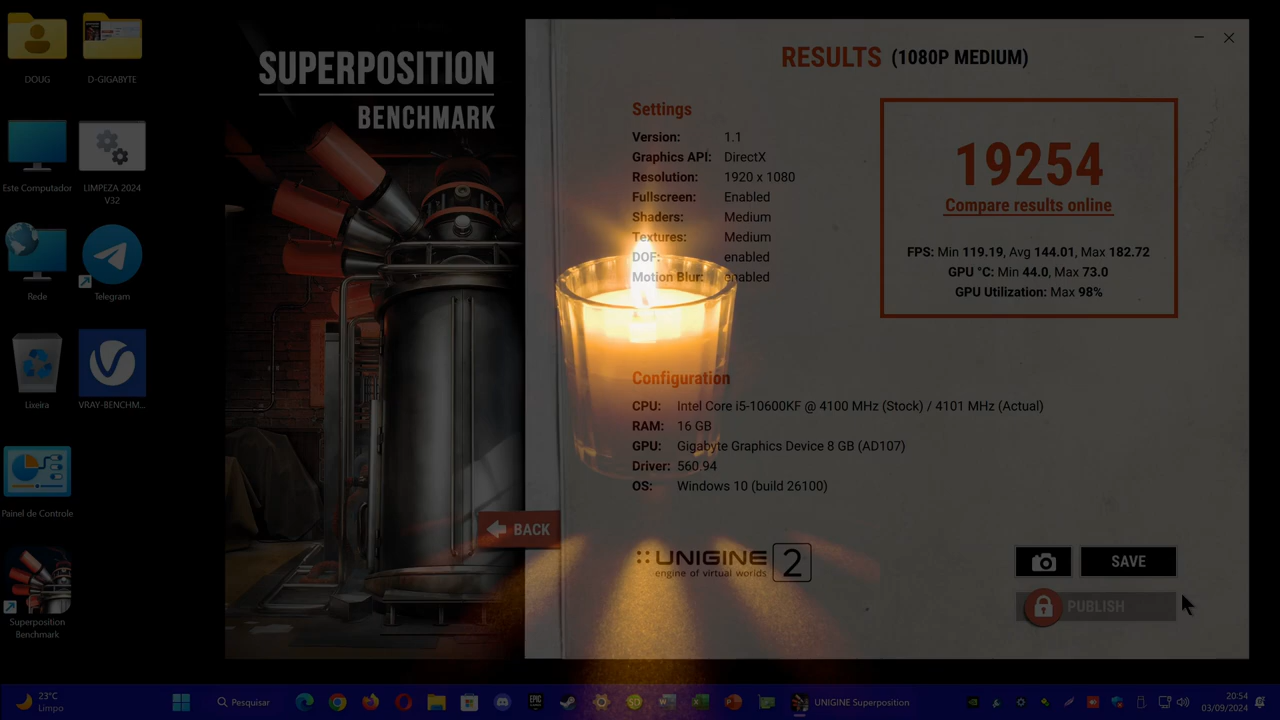 DOUG
D-GIGABYTE
Este Computador
LIMPEZA 2024
V32
Rede
Telegram
Lixeira
VRAY-BENCHM...
Painel de Controle
Superposition
Benchmark
SUPERPOSITION
BENCHMARK
BACK
RESULTS (1080P MEDIUM)
Settings
Version: 1.1
Graphics API: DirectX
Resolution: 1920 x 1080
Fullscreen: Enabled
Shaders: Medium
Textures: Medium
DOF: enabled
Motion Blur: enabled
19254
Compare results online
FPS: Min 119.19, Avg 144.01, Max 182.72
GPU °C: Min 44.0, Max 73.0
GPU Utilization: Max 98%
Configuration
CPU: Intel Core i5-10600KF @ 4100 MHz (Stock) / 4101 MHz (Actual)
RAM: 16 GB
GPU: Gigabyte Graphics Device 8 GB (AD107)
Driver: 560.94
OS: Windows 10 (build 26100)
UNIGINE 2
engine of virtual worlds
SAVE
PUBLISH
23°C
Limpo
Pesquisar
EPIC
UNIGINE Superposition
20:54
03/09/2024